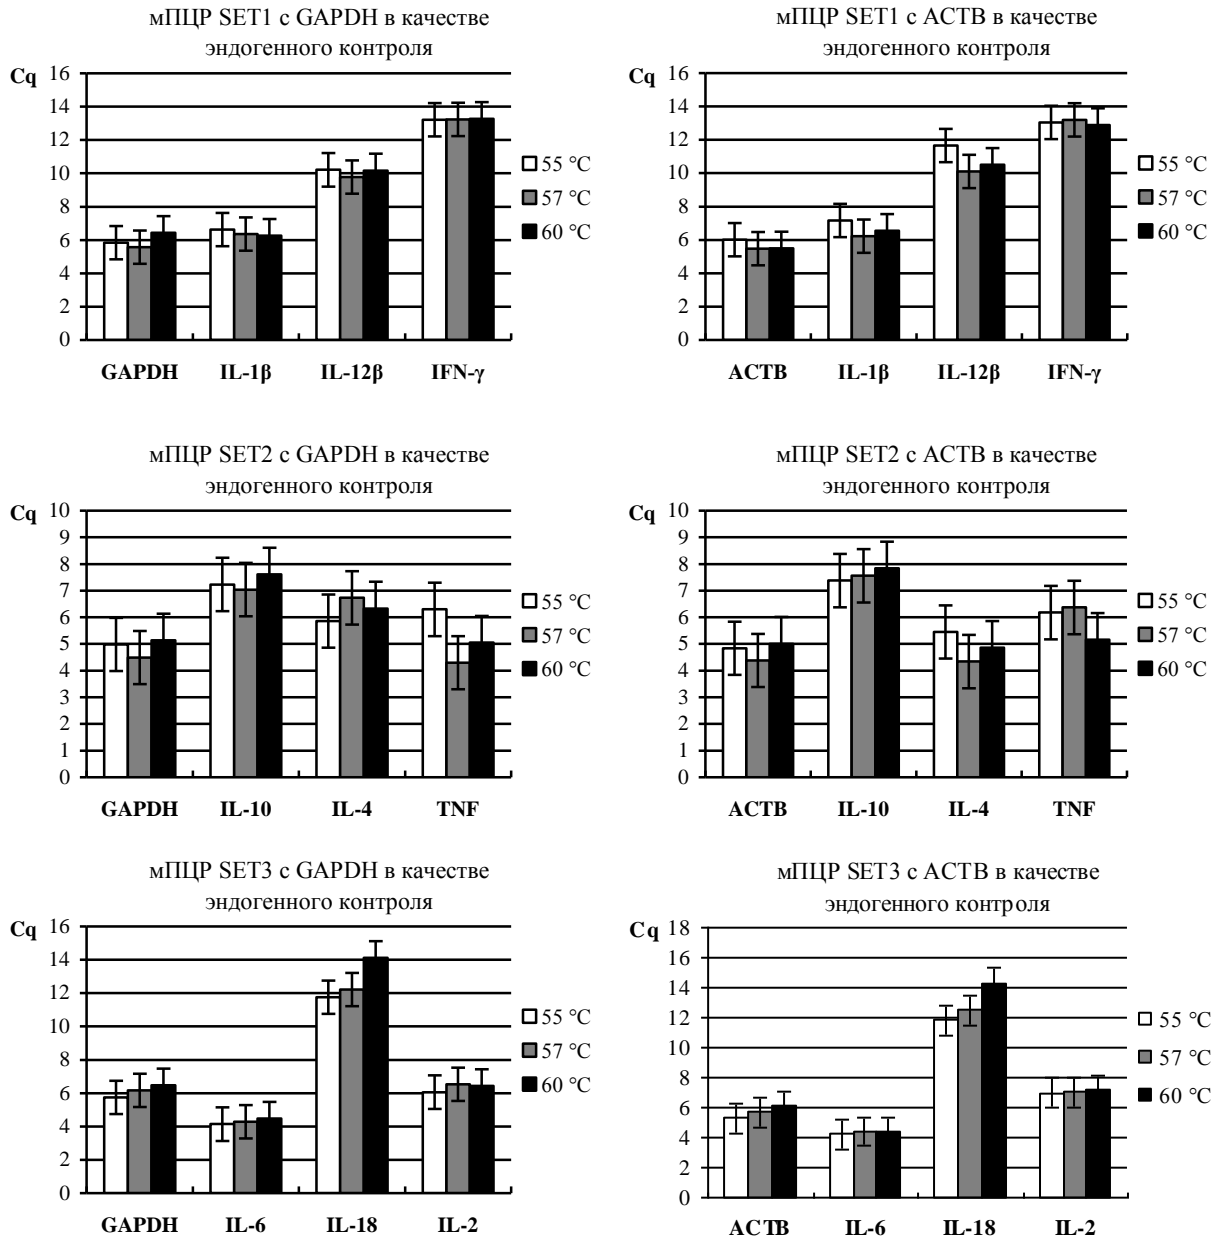 мПЦР SET1 с GAPDH в качестве
эндогенного контроля
Cq
16
14
12
10
8
6
4
2
0
GAPDH IL-1β IL-12β IFN-γ
55 °C
57 °C
60 °C
мПЦР SET1 с ACTB в качестве
эндогенного контроля
Cq
16
14
12
10
8
6
4
2
0
ACTB IL-1β IL-12β IFN-γ
55 °C
57 °C
60 °C
мПЦР SET2 с GAPDH в качестве
эндогенного контроля
Cq
10
9
8
7
6
5
4
3
2
1
0
GAPDH IL-10 IL-4 TNF
55 °C
57 °C
60 °C
мПЦР SET2 с ACTB в качестве
эндогенного контроля
Cq
10
9
8
7
6
5
4
3
2
1
0
ACTB IL-10 IL-4 TNF
55 °C
57 °C
60 °C
мПЦР SET3 с GAPDH в качестве
эндогенного контроля
Cq
16
14
12
10
8
6
4
2
0
GAPDH IL-6 IL-18 IL-2
55 °C
57 °C
60 °C
мПЦР SET3 с ACTB в качестве
эндогенного контроля
Cq
18
16
14
12
10
8
6
4
2
0
ACTB IL-6 IL-18 IL-2
55 °C
57 °C
60 °C